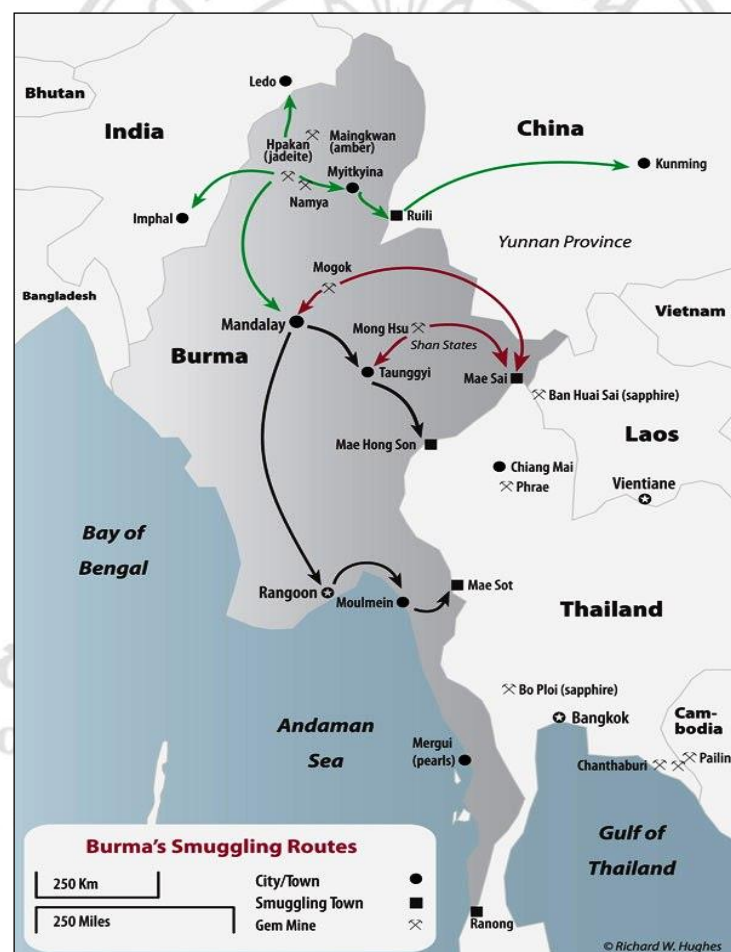 Ledo
Bhutan
India
China
Maingkwan
(amber)
Hpakan
(jadeite)
Myitkyina
Kunming
Namya
Imphal
Ruili
Yunnan Province
Mogok
Bangladesh
Vietnam
Mandalay
Mong Hsu
Shan States
Burma
Taunggyi
Mae Sai
Ban Huai Sai (sapphire)
Laos
Mae Hong Son
Chiang Mai
Vientiane
Phrae
Bay of
Bengal
Rangoon
Moulmein
Mae Sot
Thailand
Bo Ploi (sapphire)
Bangkok
Cam-
bodia
Andaman
Sea
Mergui
(pearls)
Chanthaburi
Pailin
Gulf of
Thailand
Burma's Smuggling Routes
250 Km
250 Miles
City/Town
Smuggling Town
Gem Mine
Ranong
© Richard W. Hughes